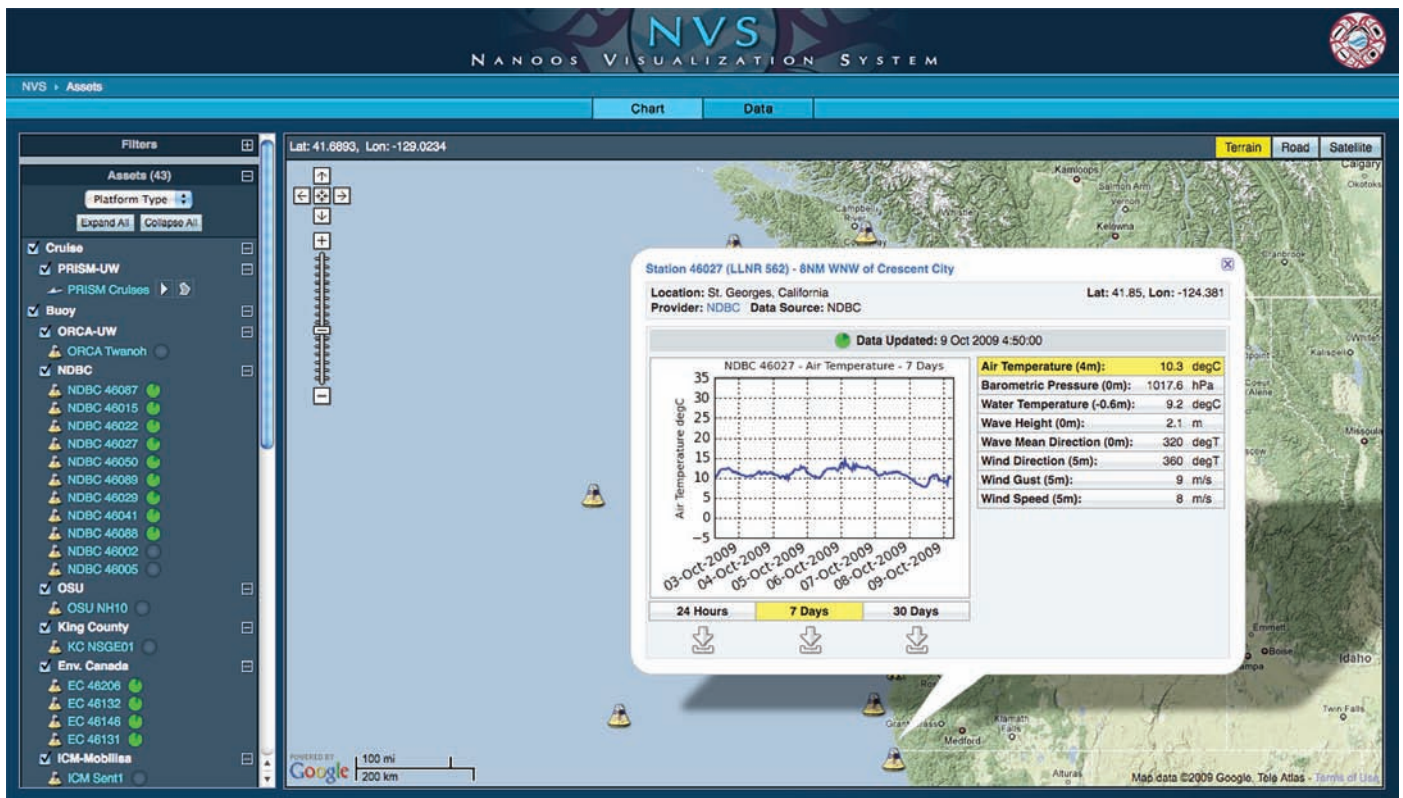 NVS
NANOOS VISUALIZATION SYSTEM
NVS › Assets
Chart
Data
Filters
Assets (43)
Platform Type
Expand All Collapse All
Cruise
PRISM-UW
PRISM Cruises
Buoy
ORCA-UW
ORCA Twanoh
NDBC
NDBC 46087
NDBC 46015
NDBC 46022
NDBC 46027
NDBC 46050
NDBC 46089
NDBC 46029
NDBC 46041
NDBC 46088
NDBC 46002
NDBC 46005
OSU
OSU NH10
King County
KC NSGE01
Env. Canada
EC 46206
EC 46132
EC 46146
EC 46131
ICM-Mobilisa
ICM Sent1
Lat: 41.6893, Lon: -129.0234
Terrain Road Satellite
Calgary
Okotoks
Kamloops
Salmon Arm
Vernon
Campbell
River
Whistler
Courtenay
Kelowna
Cranbrook
Station 46027 (LLNR 562) - 8NM WNW of Crescent City
Location: St. Georges, California
Lat: 41.85, Lon: -124.381
Provider: NDBC Data Source: NDBC
Data Updated: 9 Oct 2009 4:50:00
NDBC 46027 - Air Temperature - 7 Days
Air Temperature degC
35
30
25
20
15
10
5
0
−5
03-Oct-2009
04-Oct-2009
05-Oct-2009
06-Oct-2009
07-Oct-2009
08-Oct-2009
09-Oct-2009
24 Hours
7 Days
30 Days
Air Temperature (4m): 10.3 degC
Barometric Pressure (0m): 1017.6 hPa
Water Temperature (-0.6m): 9.2 degC
Wave Height (0m): 2.1 m
Wave Mean Direction (0m): 320 degT
Wind Direction (5m): 360 degT
Wind Gust (5m): 9 m/s
Wind Speed (5m): 8 m/s
Kalispell
Missoula
Emmett
Boise
Idaho
Twin Falls
Klamath
Falls
Medford
Alturas
POWERED BY
Google
100 mi
200 km
Map data ©2009 Google, Tele Atlas - Terms of Use